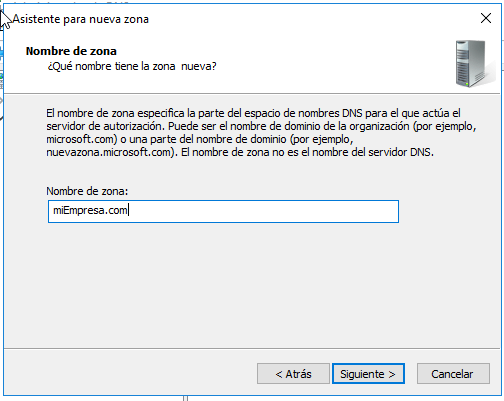 Asistente para nueva zona
Nombre de zona
¿Qué nombre tiene la zona nueva?
El nombre de zona especifica la parte del espacio de nombres DNS para el que actúa el
servidor de autorización. Puede ser el nombre de dominio de la organización (por ejemplo,
microsoft.com) o una parte del nombre de dominio (por ejemplo,
nuevazona.microsoft.com). El nombre de zona no es el nombre del servidor DNS.
Nombre de zona:
miEmpresa.com
< Atrás
Siguiente >
Cancelar